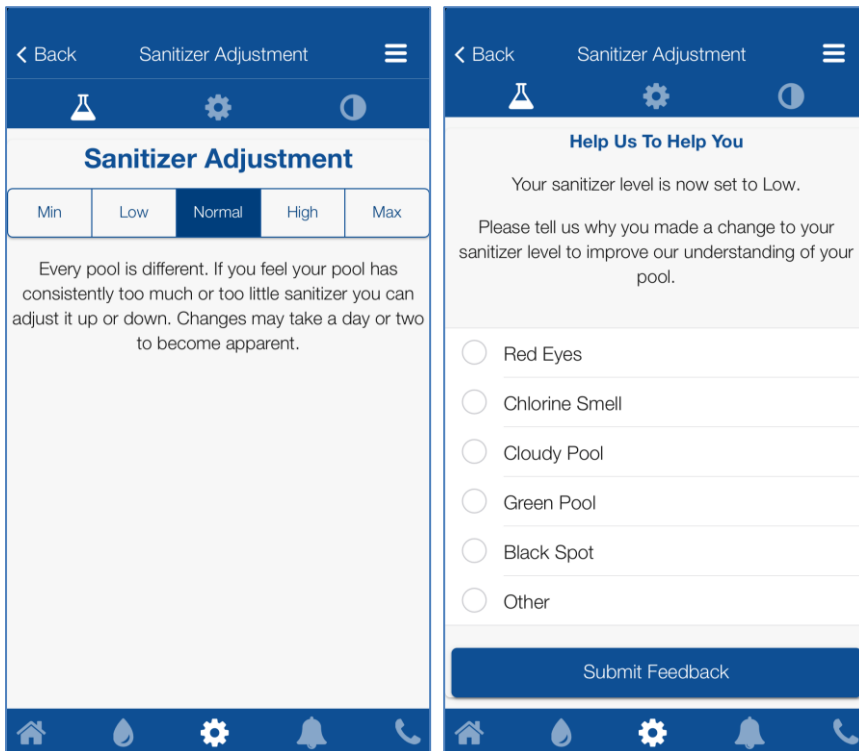 Back Sanitizer Adjustment
Sanitizer Adjustment
Min Low Normal High Max
Every pool is different. If you feel your pool has
consistently too much or too little sanitizer you can
adjust it up or down. Changes may take a day or two
to become apparent.
Back Sanitizer Adjustment
Help Us To Help You
Your sanitizer level is now set to Low.
Please tell us why you made a change to your
sanitizer level to improve our understanding of your
pool.
Red Eyes
Chlorine Smell
Cloudy Pool
Green Pool
Black Spot
Other
Submit Feedback